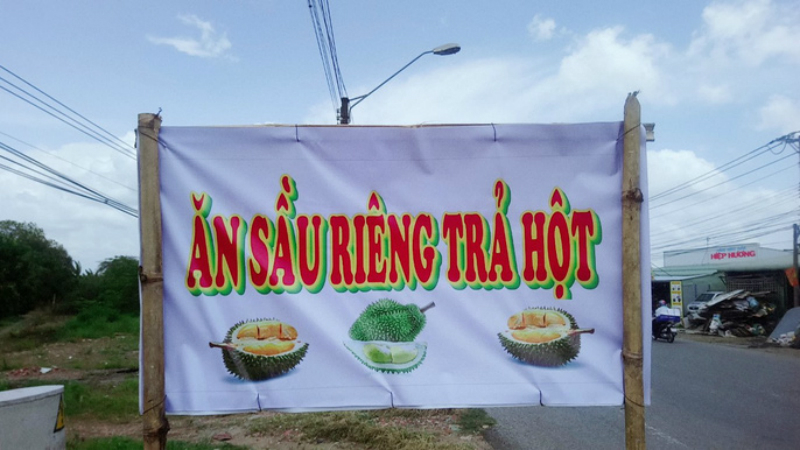 ĂN SẦU RIÊNG TRẢ HỘT
HIỆP HƯƠNG